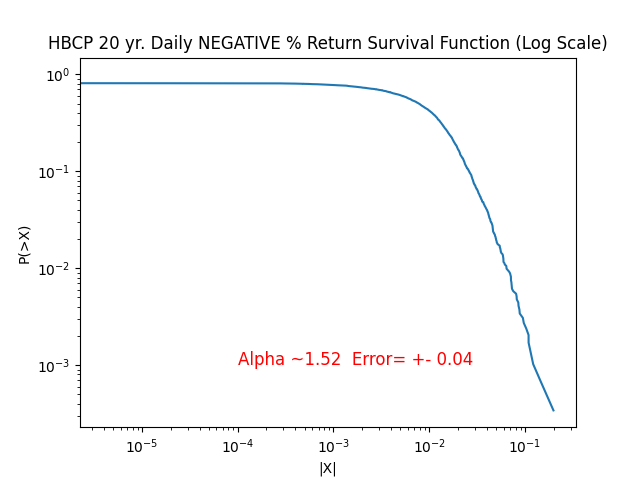 HBCP 20 yr. Daily NEGATIVE % Return Survival Function (Log Scale)
10⁰
10⁻¹
10⁻²
10⁻³
P(>X)
Alpha ~1.52  Error= +- 0.04
10⁻⁵ 10⁻⁴ 10⁻³ 10⁻² 10⁻¹
|X|